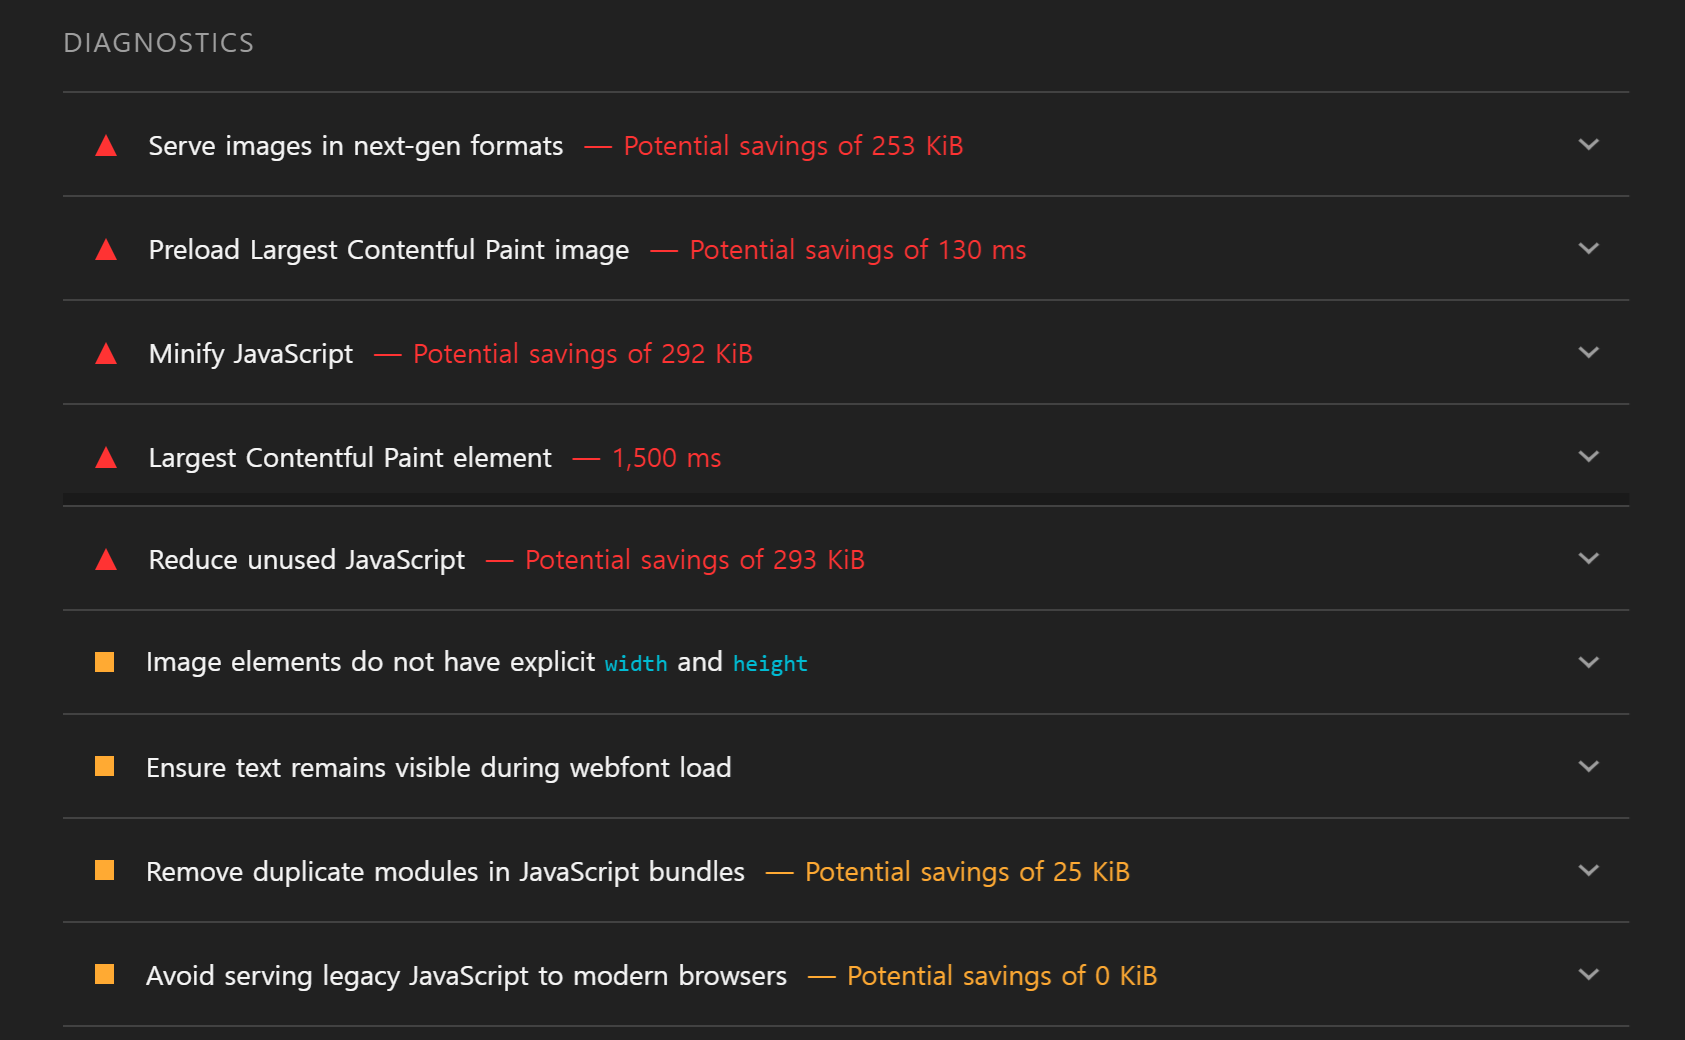 DIAGNOSTICS
Serve images in next-gen formats — Potential savings of 253 KiB
Preload Largest Contentful Paint image — Potential savings of 130 ms
Minify JavaScript — Potential savings of 292 KiB
Largest Contentful Paint element — 1,500 ms
Reduce unused JavaScript — Potential savings of 293 KiB
Image elements do not have explicit width and height
Ensure text remains visible during webfont load
Remove duplicate modules in JavaScript bundles — Potential savings of 25 KiB
Avoid serving legacy JavaScript to modern browsers — Potential savings of 0 KiB